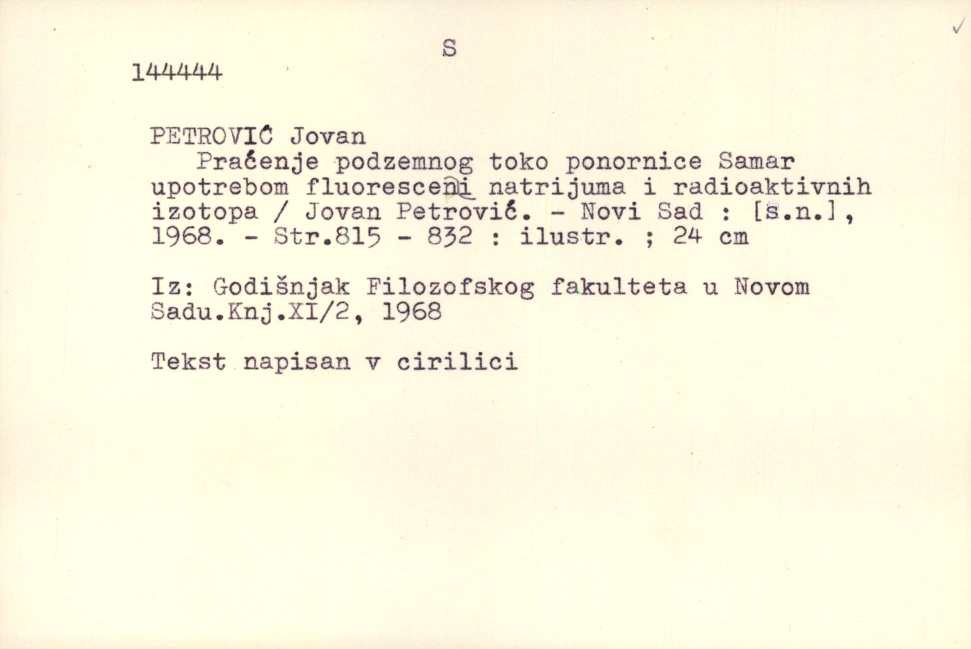 S
144444
PETROVIĆ Jovan
Praćenje podzemnog toko ponornice Samar
upotrebom fluoresceni natrijuma i radioaktivnih
izotopa / Jovan Petrović. - Novi Sad : [s.n.],
1968. - Str.815 - 832 : ilustr. ; 24 cm
Iz: Godišnjak Filozofskog fakulteta u Novom
Sadu.Knj.XI/2, 1968
Tekst napisan v cirilici